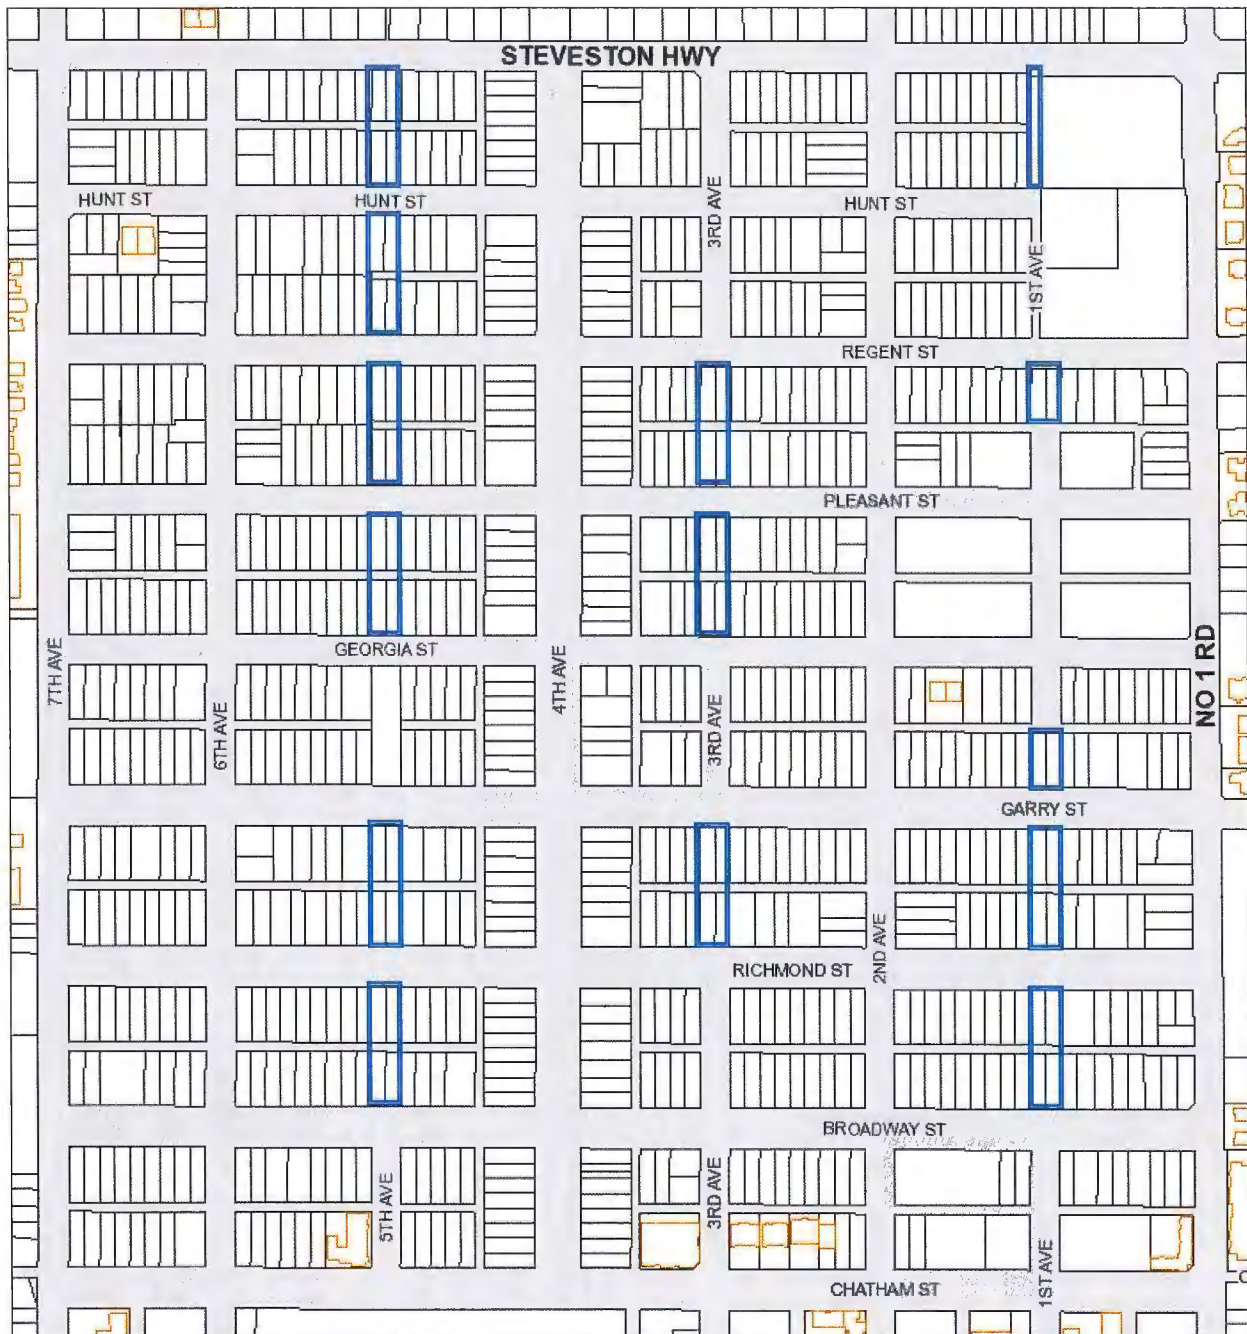 STEVESTON HWY
HUNT ST
HUNT ST
HUNT ST
3RD AVE
1ST AVE
REGENT ST
PLEASANT ST
GEORGIA ST
7TH AVE
6TH AVE
4TH AVE
3RD AVE
NO 1 RD
GARRY ST
2ND AVE
RICHMOND ST
BROADWAY ST
5TH AVE
3RD AVE
1ST AVE
CHATHAM ST